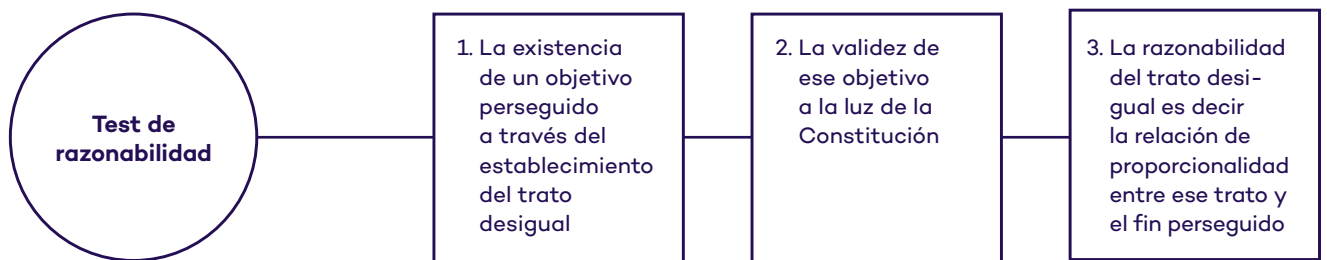 Test de
razonabilidad
1. La existencia
de un objetivo
perseguido
a través del
establecimiento
del trato
desigual
2. La validez de
ese objetivo
a la luz de la
Constitución
3. La razonabilidad
del trato desi-
gual es decir
la relación de
proporcionalidad
entre ese trato y
el fin perseguido